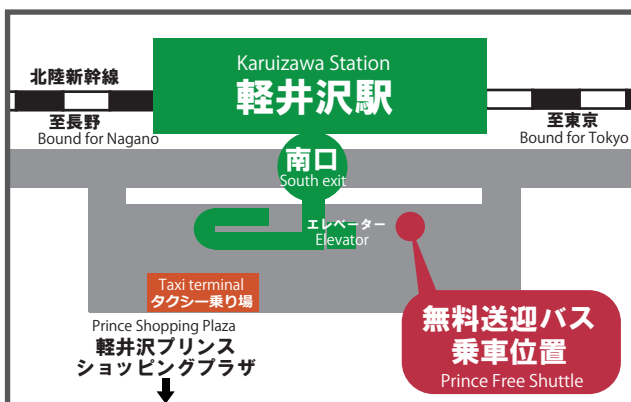 Karuizawa Station
軽井沢駅
北陸新幹線
至長野
Bound for Nagano
至東京
Bound for Tokyo
南口
South exit
エレベーター
Elevator
Taxi terminal
タクシー乗り場
Prince Shopping Plaza
軽井沢プリンス
ショッピングプラザ
無料送迎バス
乗車位置
Prince Free Shuttle